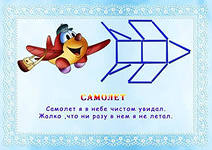 САМОЛЕТ
Самолет я в небе чистом увидал.
Жалко ,что ни разу в нем я не летал.